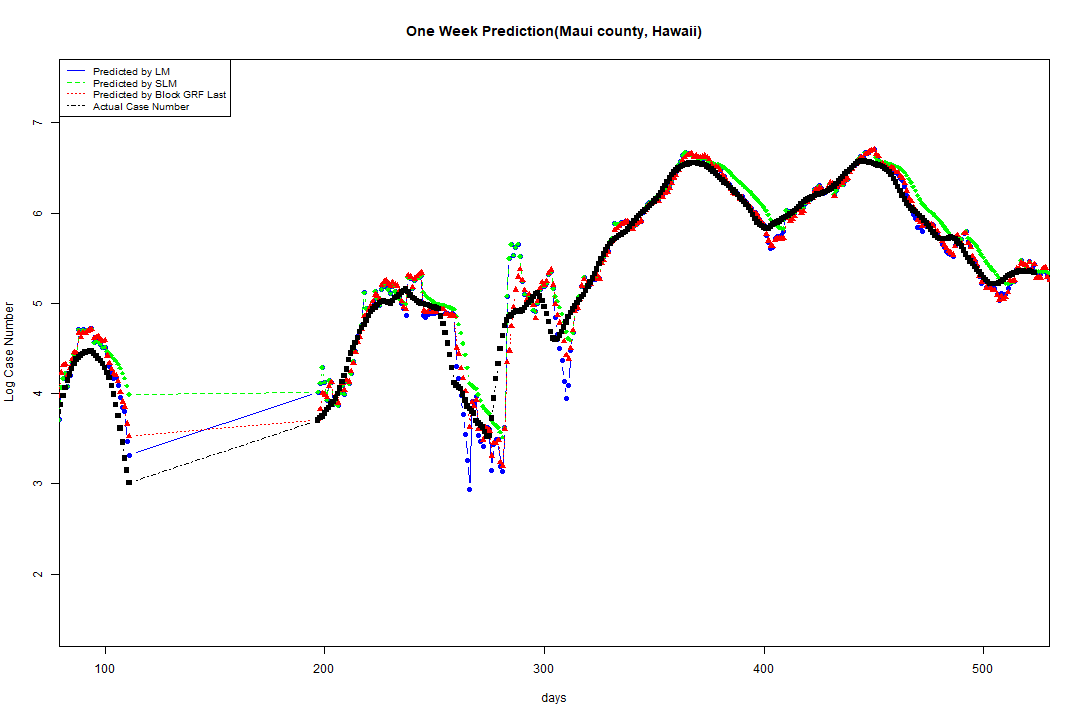 One Week Prediction(Maui county, Hawaii)
Predicted by LM
Predicted by SLM
Predicted by Block GRF Last
Actual Case Number
7
6
5
4
3
2
Log Case Number
100 200 300 400 500
days